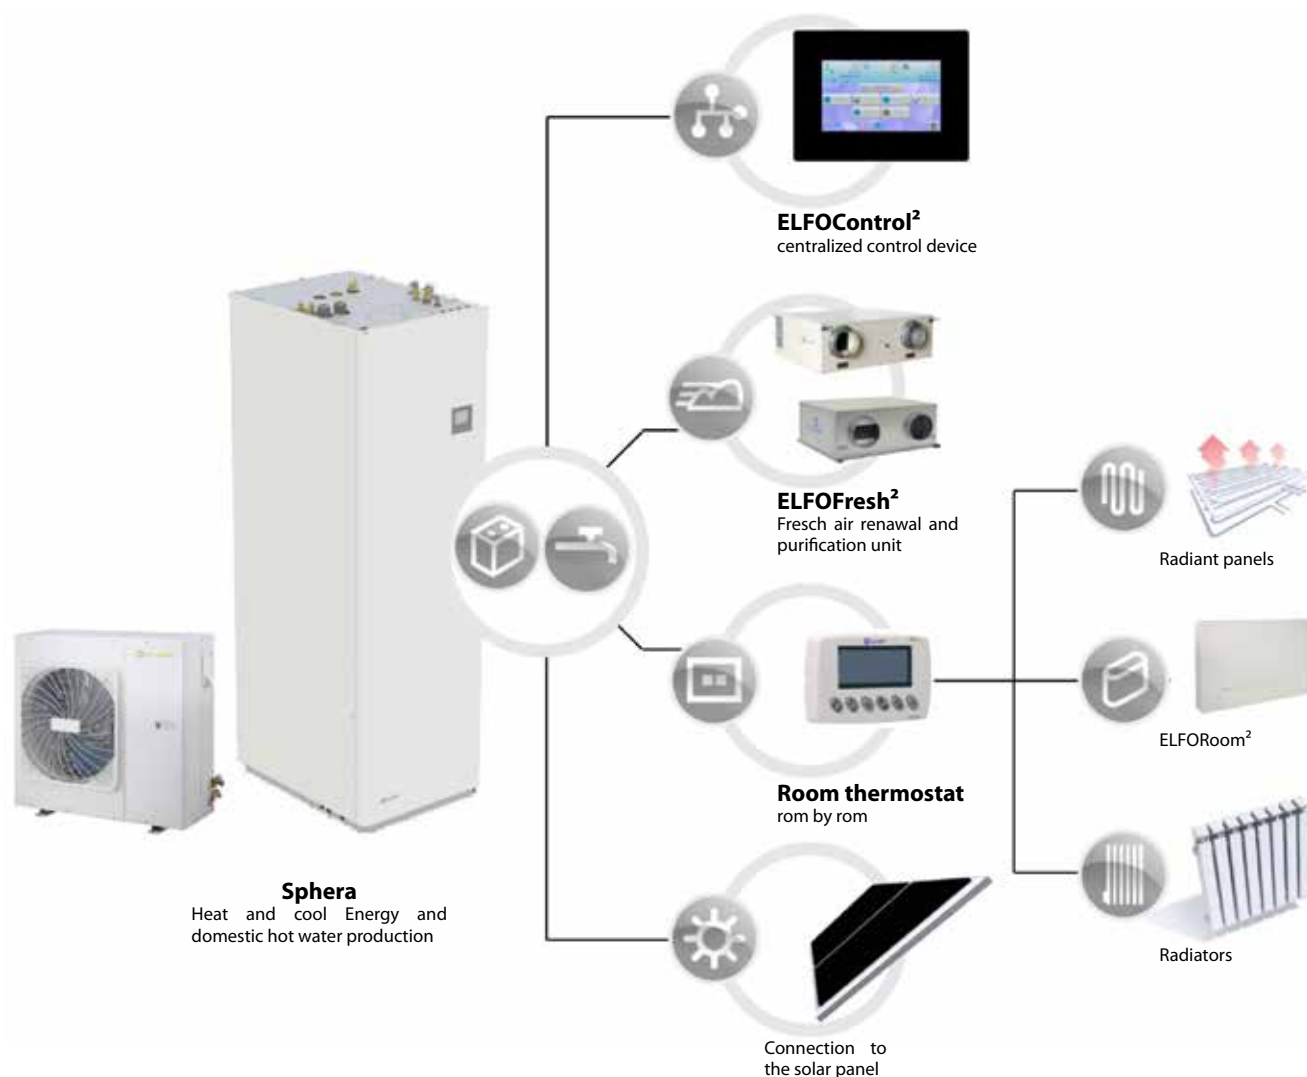 ELFOControl²
centralized control device
ELFOFresh²
Fresch air renawal and
purification unit
Radiant panels
ELFORoom²
Room thermostat
rom by rom
Sphera
Heat and cool Energy and
domestic hot water production
Radiators
Connection to
the solar panel